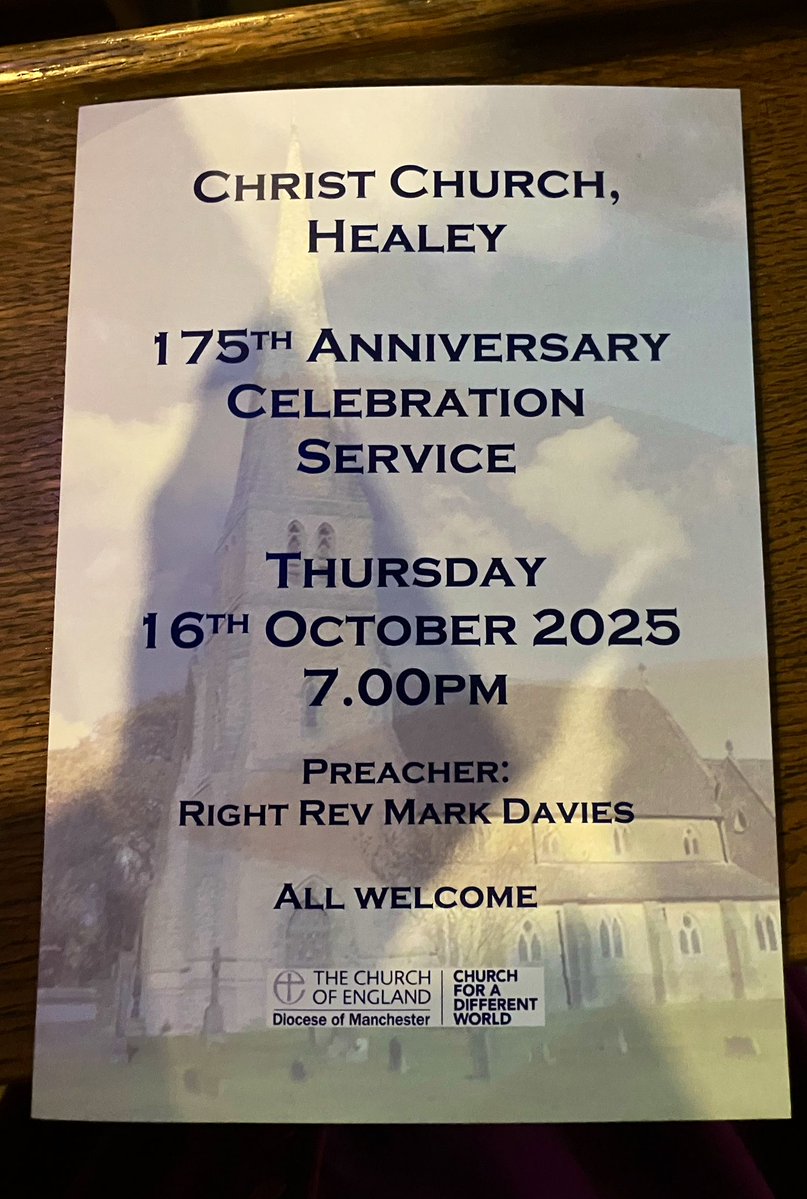 CHRIST CHURCH,
HEALEY
175TH ANNIVERSARY
CELEBRATION
SERVICE
THURSDAY
16TH OCTOBER 2025
7.00PM
PREACHER:
RIGHT REV MARK DAVIES
ALL WELCOME
THE CHURCH
OF ENGLAND
Diocese of Manchester
CHURCH
FOR A
DIFFERENT
WORLD